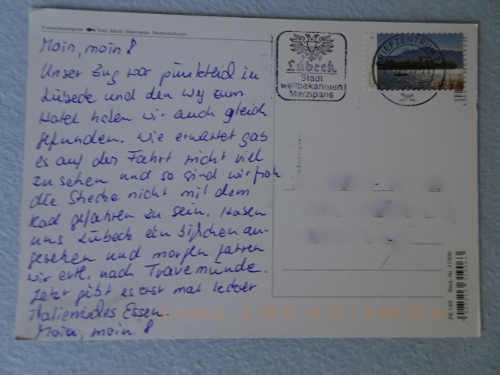 Moin, moin!
Unser Zug war pünktlich in
Lübeck und den Weg zum
Hotel haben wir auch gleich
gefunden. Wie erwartet gab
es auf der Fahrt nicht viel
zu sehen und so sind wir froh
die Strecke nicht mit dem
Rad gefahren zu sein. Haben
uns Lübeck ein bißchen an-
gesehen und morgen fahren
wir evtl. nach Travemünde.
Jetzt gibt es erst mal lecker
italienisches Essen.
Moin, moin!
Lübeck
Stadt
weltbekannten
Marzipans
BRIEFZENTRUM